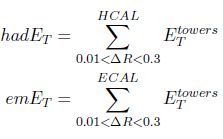 hadE_T = \sum_{0.01<\Delta R<0.3}^{HCAL} E_T^{towers}
emE_T = \sum_{0.01<\Delta R<0.3}^{ECAL} E_T^{towers}